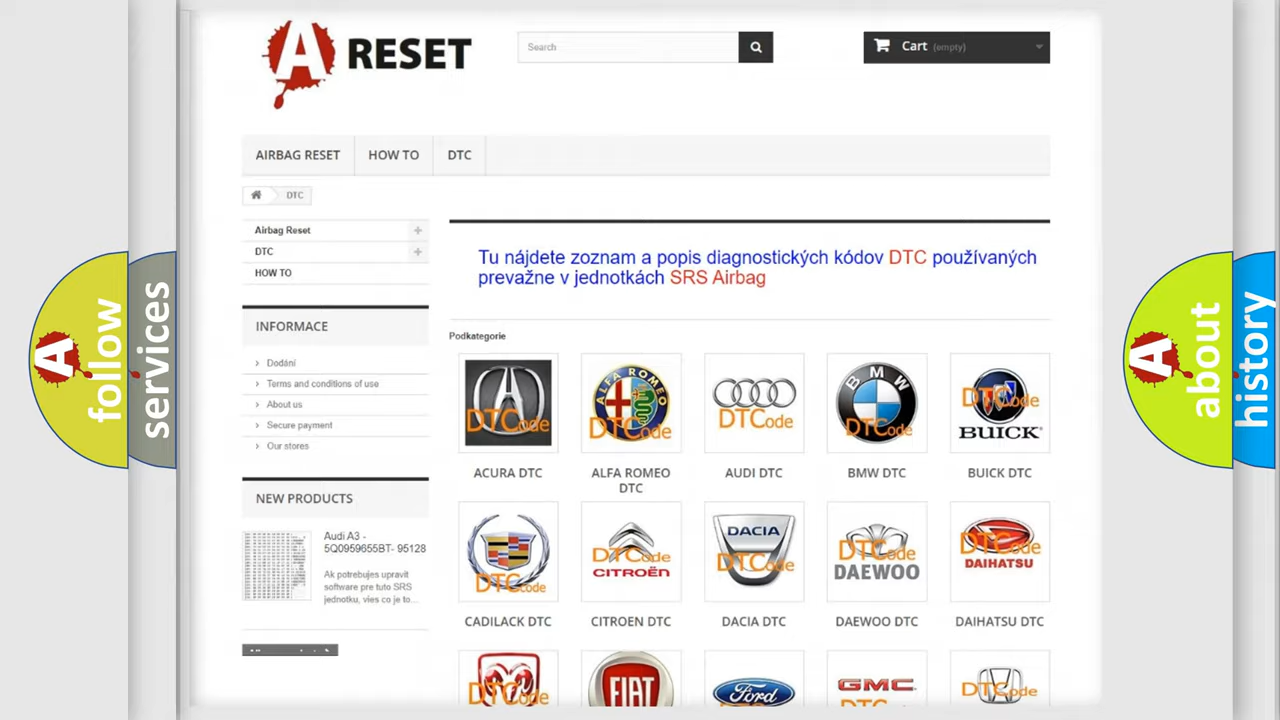 A RESET
Search
Cart (empty)
AIRBAG RESET
HOW TO
DTC
DTC
Airbag Reset
DTC
HOW TO
INFORMACE
Dodání
Terms and conditions of use
About us
Secure payment
Our stores
NEW PRODUCTS
Audi A3 -
5Q0959655BT- 95128
Ak potrebujes upravit
software pre tuto SRS
jednotku, vies co je to...
Tu nájdete zoznam a popis diagnostických kódov DTC používaných
prevažne v jednotkách SRS Airbag
Podkategorie
DTCode
ALFA ROMEO
DTCode
DTCode
BMW
DTCode
DTCode
BUICK
ACURA DTC
ALFA ROMEO
DTC
AUDI DTC
BMW DTC
BUICK DTC
DTCode
DTCode
CITROËN
DACIA
DTCode
DTCode
DAEWOO
DTCode
DAIHATSU
CADILACK DTC
CITROEN DTC
DACIA DTC
DAEWOO DTC
DAIHATSU DTC
DTCode
FIAT
Ford
GMC
DTCode
A follow
services
A about
history